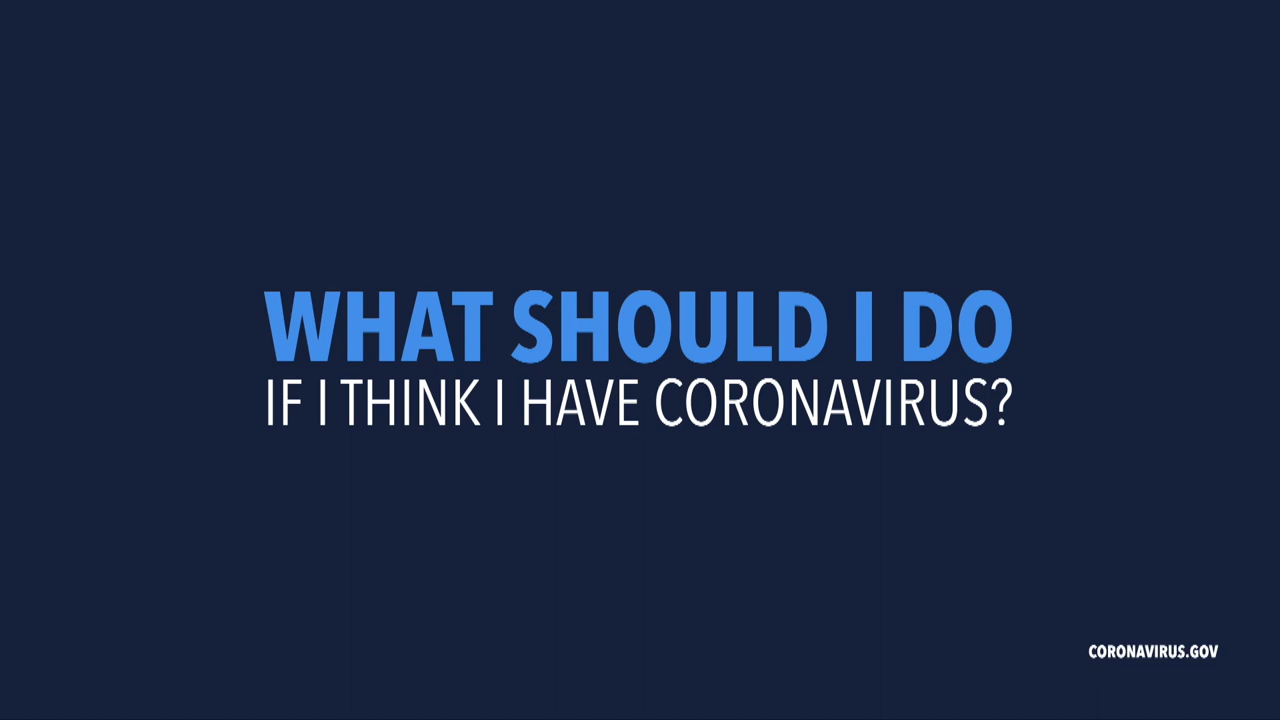 WHAT SHOULD I DO
IF I THINK I HAVE CORONAVIRUS?
CORONAVIRUS.GOV